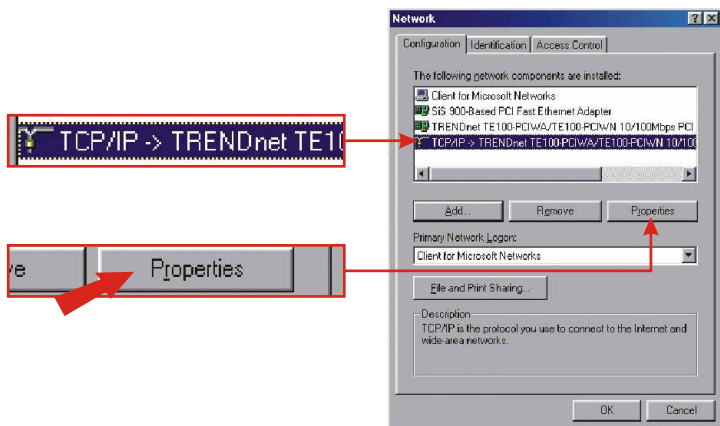 Network
Configuration Identification Access Control
The following network components are installed:
Client for Microsoft Networks
SiS 900-Based PCI Fast Ethernet Adapter
TRENDnet TE100-PCIWA/TE100-PCIWN 10/100Mbps PCI
TCP/IP -> TRENDnet TE100-PCIWA/TE100-PCIWN 10/100
Add... Remove Properties
Primary Network Logon:
Client for Microsoft Networks
File and Print Sharing...
Description
TCP/IP is the protocol you use to connect to the Internet and
wide-area networks.
OK Cancel
TCP/IP -> TRENDnet TE10
ve Properties